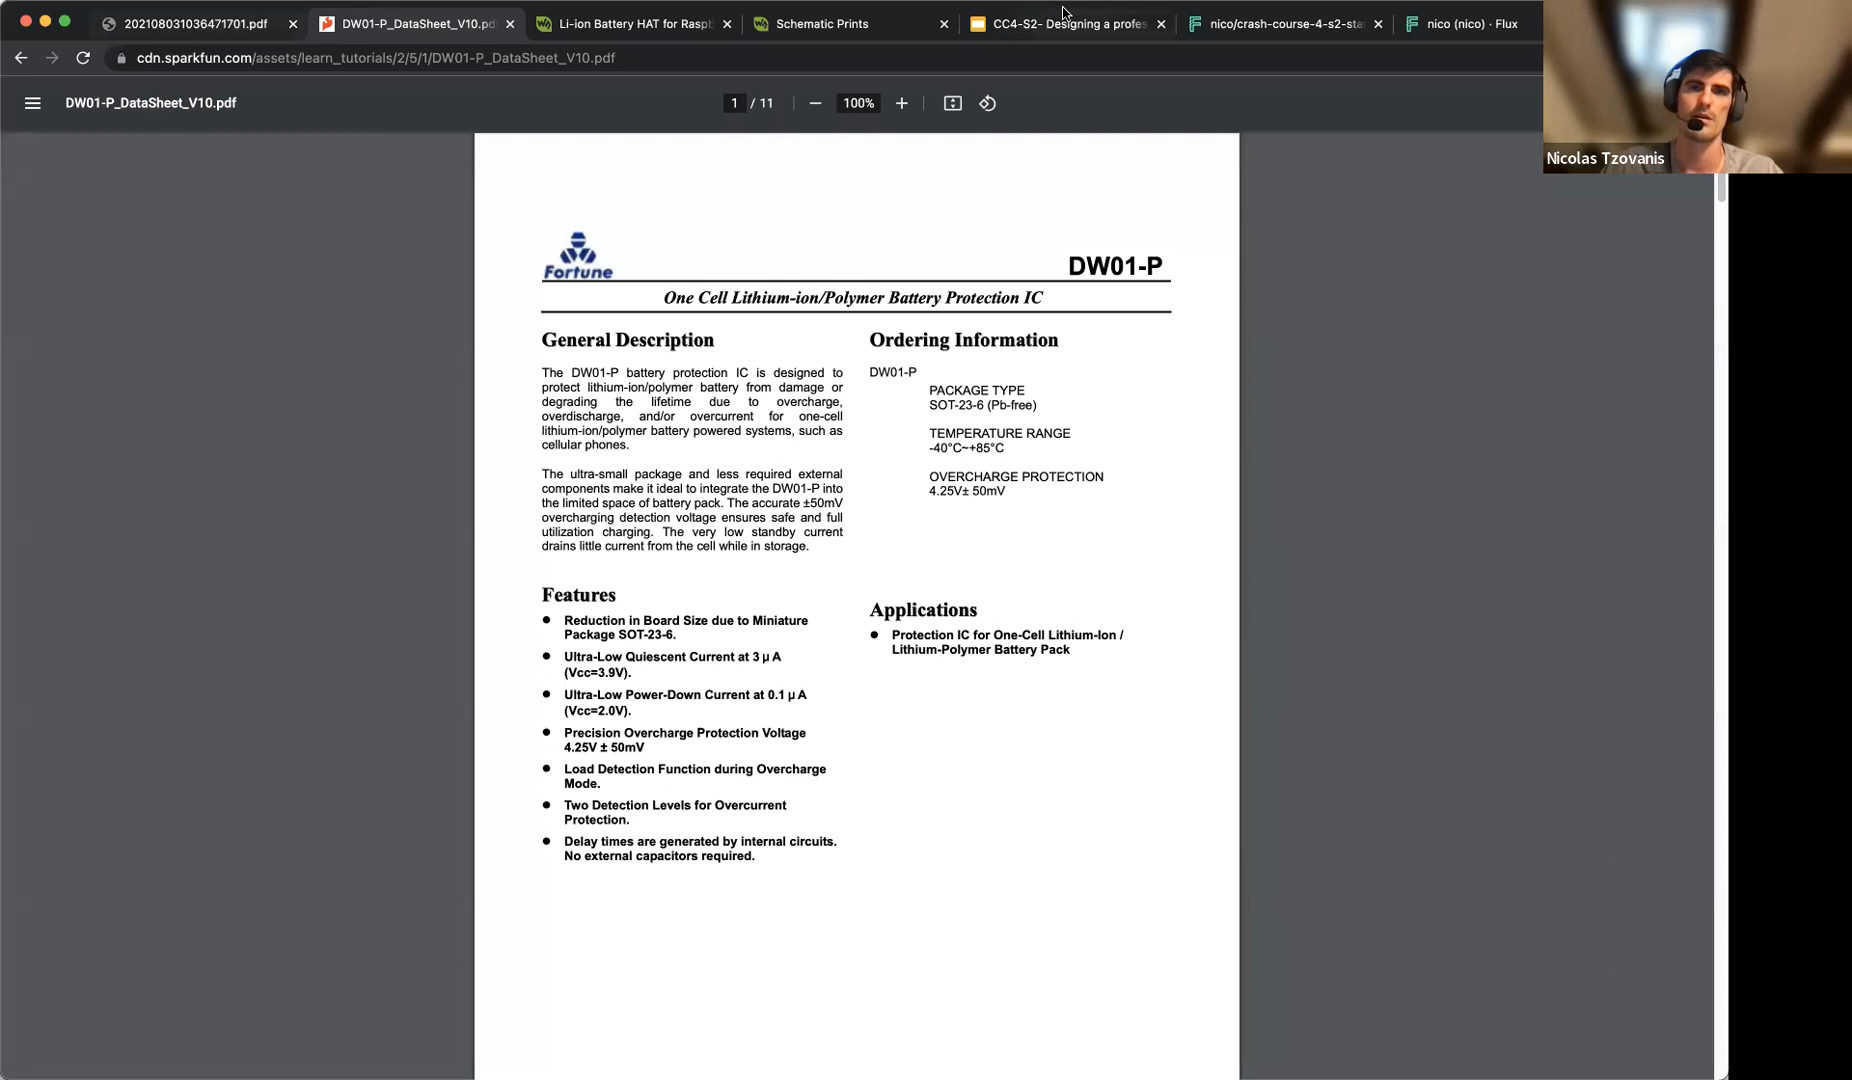 202108031036471701.pdf
DW01-P_DataSheet_V10.pd
Li-ion Battery HAT for Raspb
Schematic Prints
CC4-S2- Designing a profes
nico/crash-course-4-s2-sta
nico (nico) · Flux
cdn.sparkfun.com/assets/learn_tutorials/2/5/1/DW01-P_DataSheet_V10.pdf
DW01-P_DataSheet_V10.pdf
1 / 11
100%
Nicolas Tzovanis
Fortune
DW01-P
One Cell Lithium-ion/Polymer Battery Protection IC
General Description
The DW01-P battery protection IC is designed to
protect lithium-ion/polymer battery from damage or
degrading the lifetime due to overcharge,
overdischarge, and/or overcurrent for one-cell
lithium-ion/polymer battery powered systems, such as
cellular phones.
The ultra-small package and less required external
components make it ideal to integrate the DW01-P into
the limited space of battery pack. The accurate ±50mV
overcharging detection voltage ensures safe and full
utilization charging. The very low standby current
drains little current from the cell while in storage.
Ordering Information
DW01-P
PACKAGE TYPE
SOT-23-6 (Pb-free)
TEMPERATURE RANGE
-40°C~+85°C
OVERCHARGE PROTECTION
4.25V± 50mV
Features
● Reduction in Board Size due to Miniature
Package SOT-23-6.
● Ultra-Low Quiescent Current at 3 μ A
(Vcc=3.9V).
● Ultra-Low Power-Down Current at 0.1 μ A
(Vcc=2.0V).
● Precision Overcharge Protection Voltage
4.25V ± 50mV
● Load Detection Function during Overcharge
Mode.
● Two Detection Levels for Overcurrent
Protection.
● Delay times are generated by internal circuits.
No external capacitors required.
Applications
● Protection IC for One-Cell Lithium-Ion /
Lithium-Polymer Battery Pack